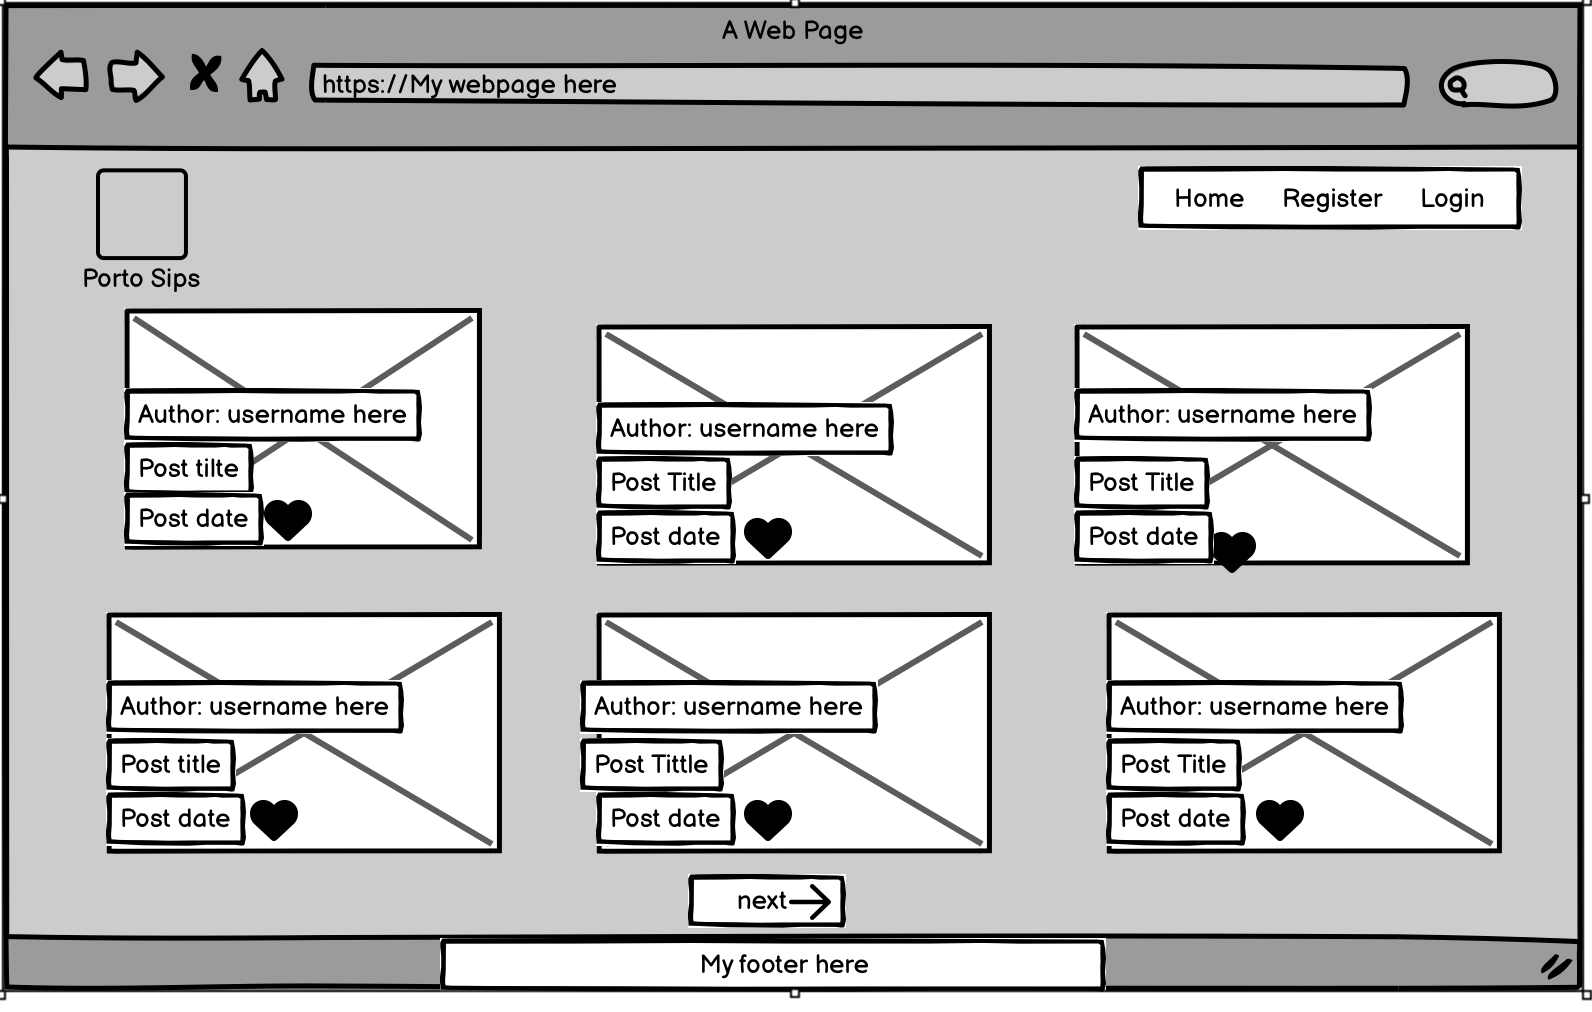 A Web Page
https://My webpage here
Home Register Login
Porto Sips
Author: username here
Post tilte
Post date
Author: username here
Post Title
Post date
Author: username here
Post Title
Post date
Author: username here
Post title
Post date
Author: username here
Post Tittle
Post date
Author: username here
Post Title
Post date
next
My footer here